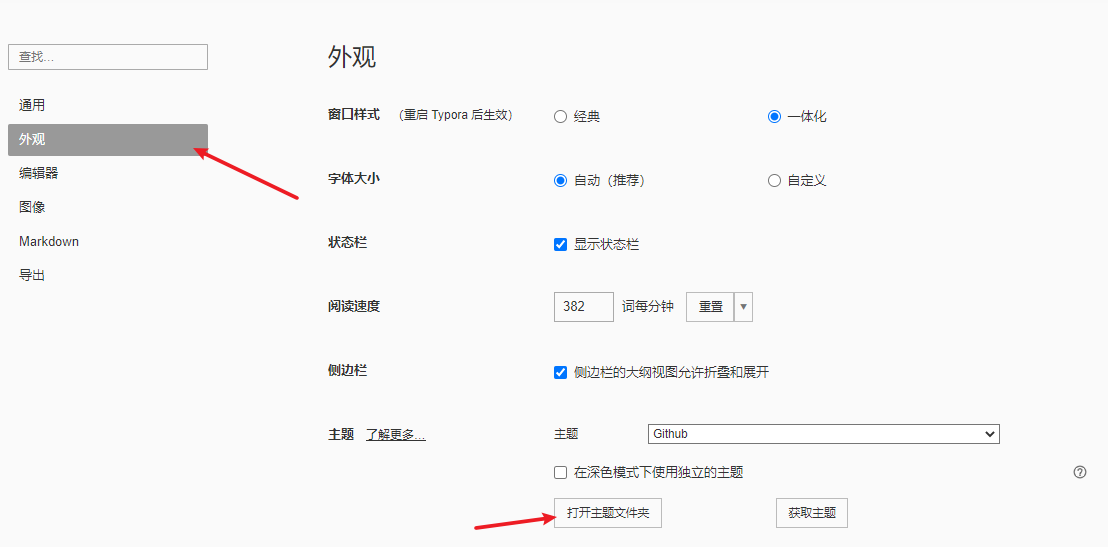 查找...
通用
外观
编辑器
图像
Markdown
导出
外观
窗口样式 （重启 Typora 后生效） 经典 一体化
字体大小 自动（推荐） 自定义
状态栏 显示状态栏
阅读速度 382 词每分钟 重置
侧边栏 侧边栏的大纲视图允许折叠和展开
主题 了解更多... 主题 Github
在深色模式下使用独立的主题 ?
打开主题文件夹 获取主题